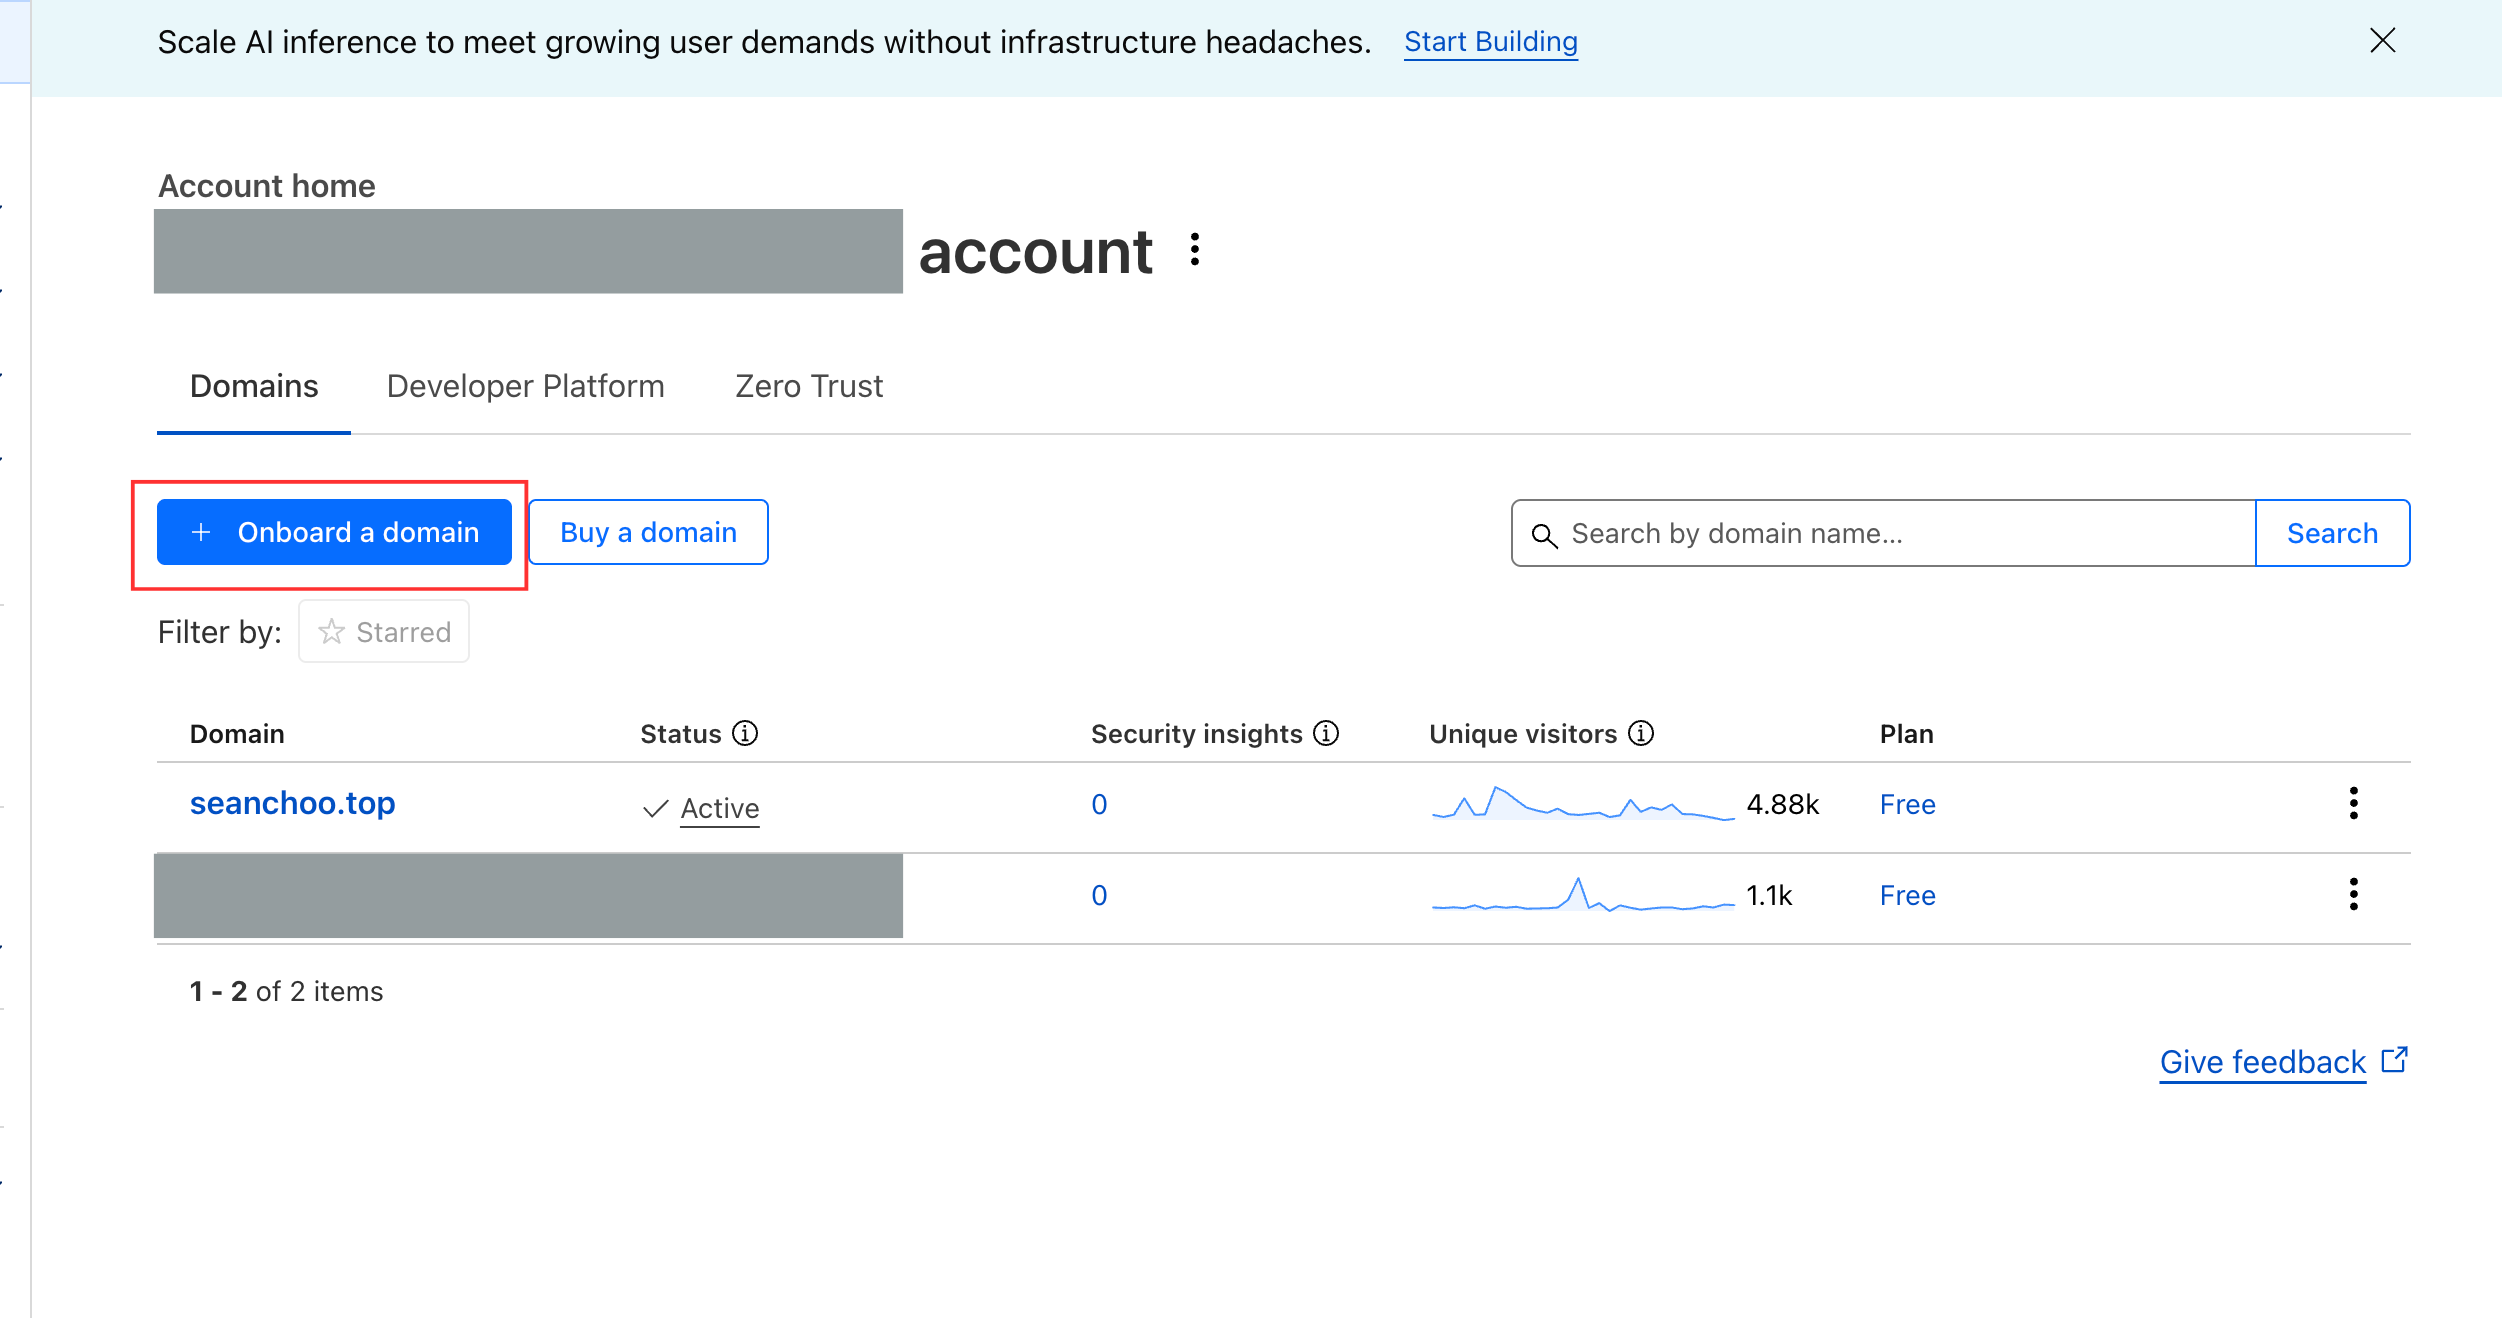 Scale AI inference to meet growing user demands without infrastructure headaches. Start Building
Account home
account
Domains Developer Platform Zero Trust
+ Onboard a domain Buy a domain Search by domain name... Search
Filter by: Starred
Domain Status Security insights Unique visitors Plan
seanchoo.top Active 0 4.88k Free
0 1.1k Free
1 - 2 of 2 items
Give feedback